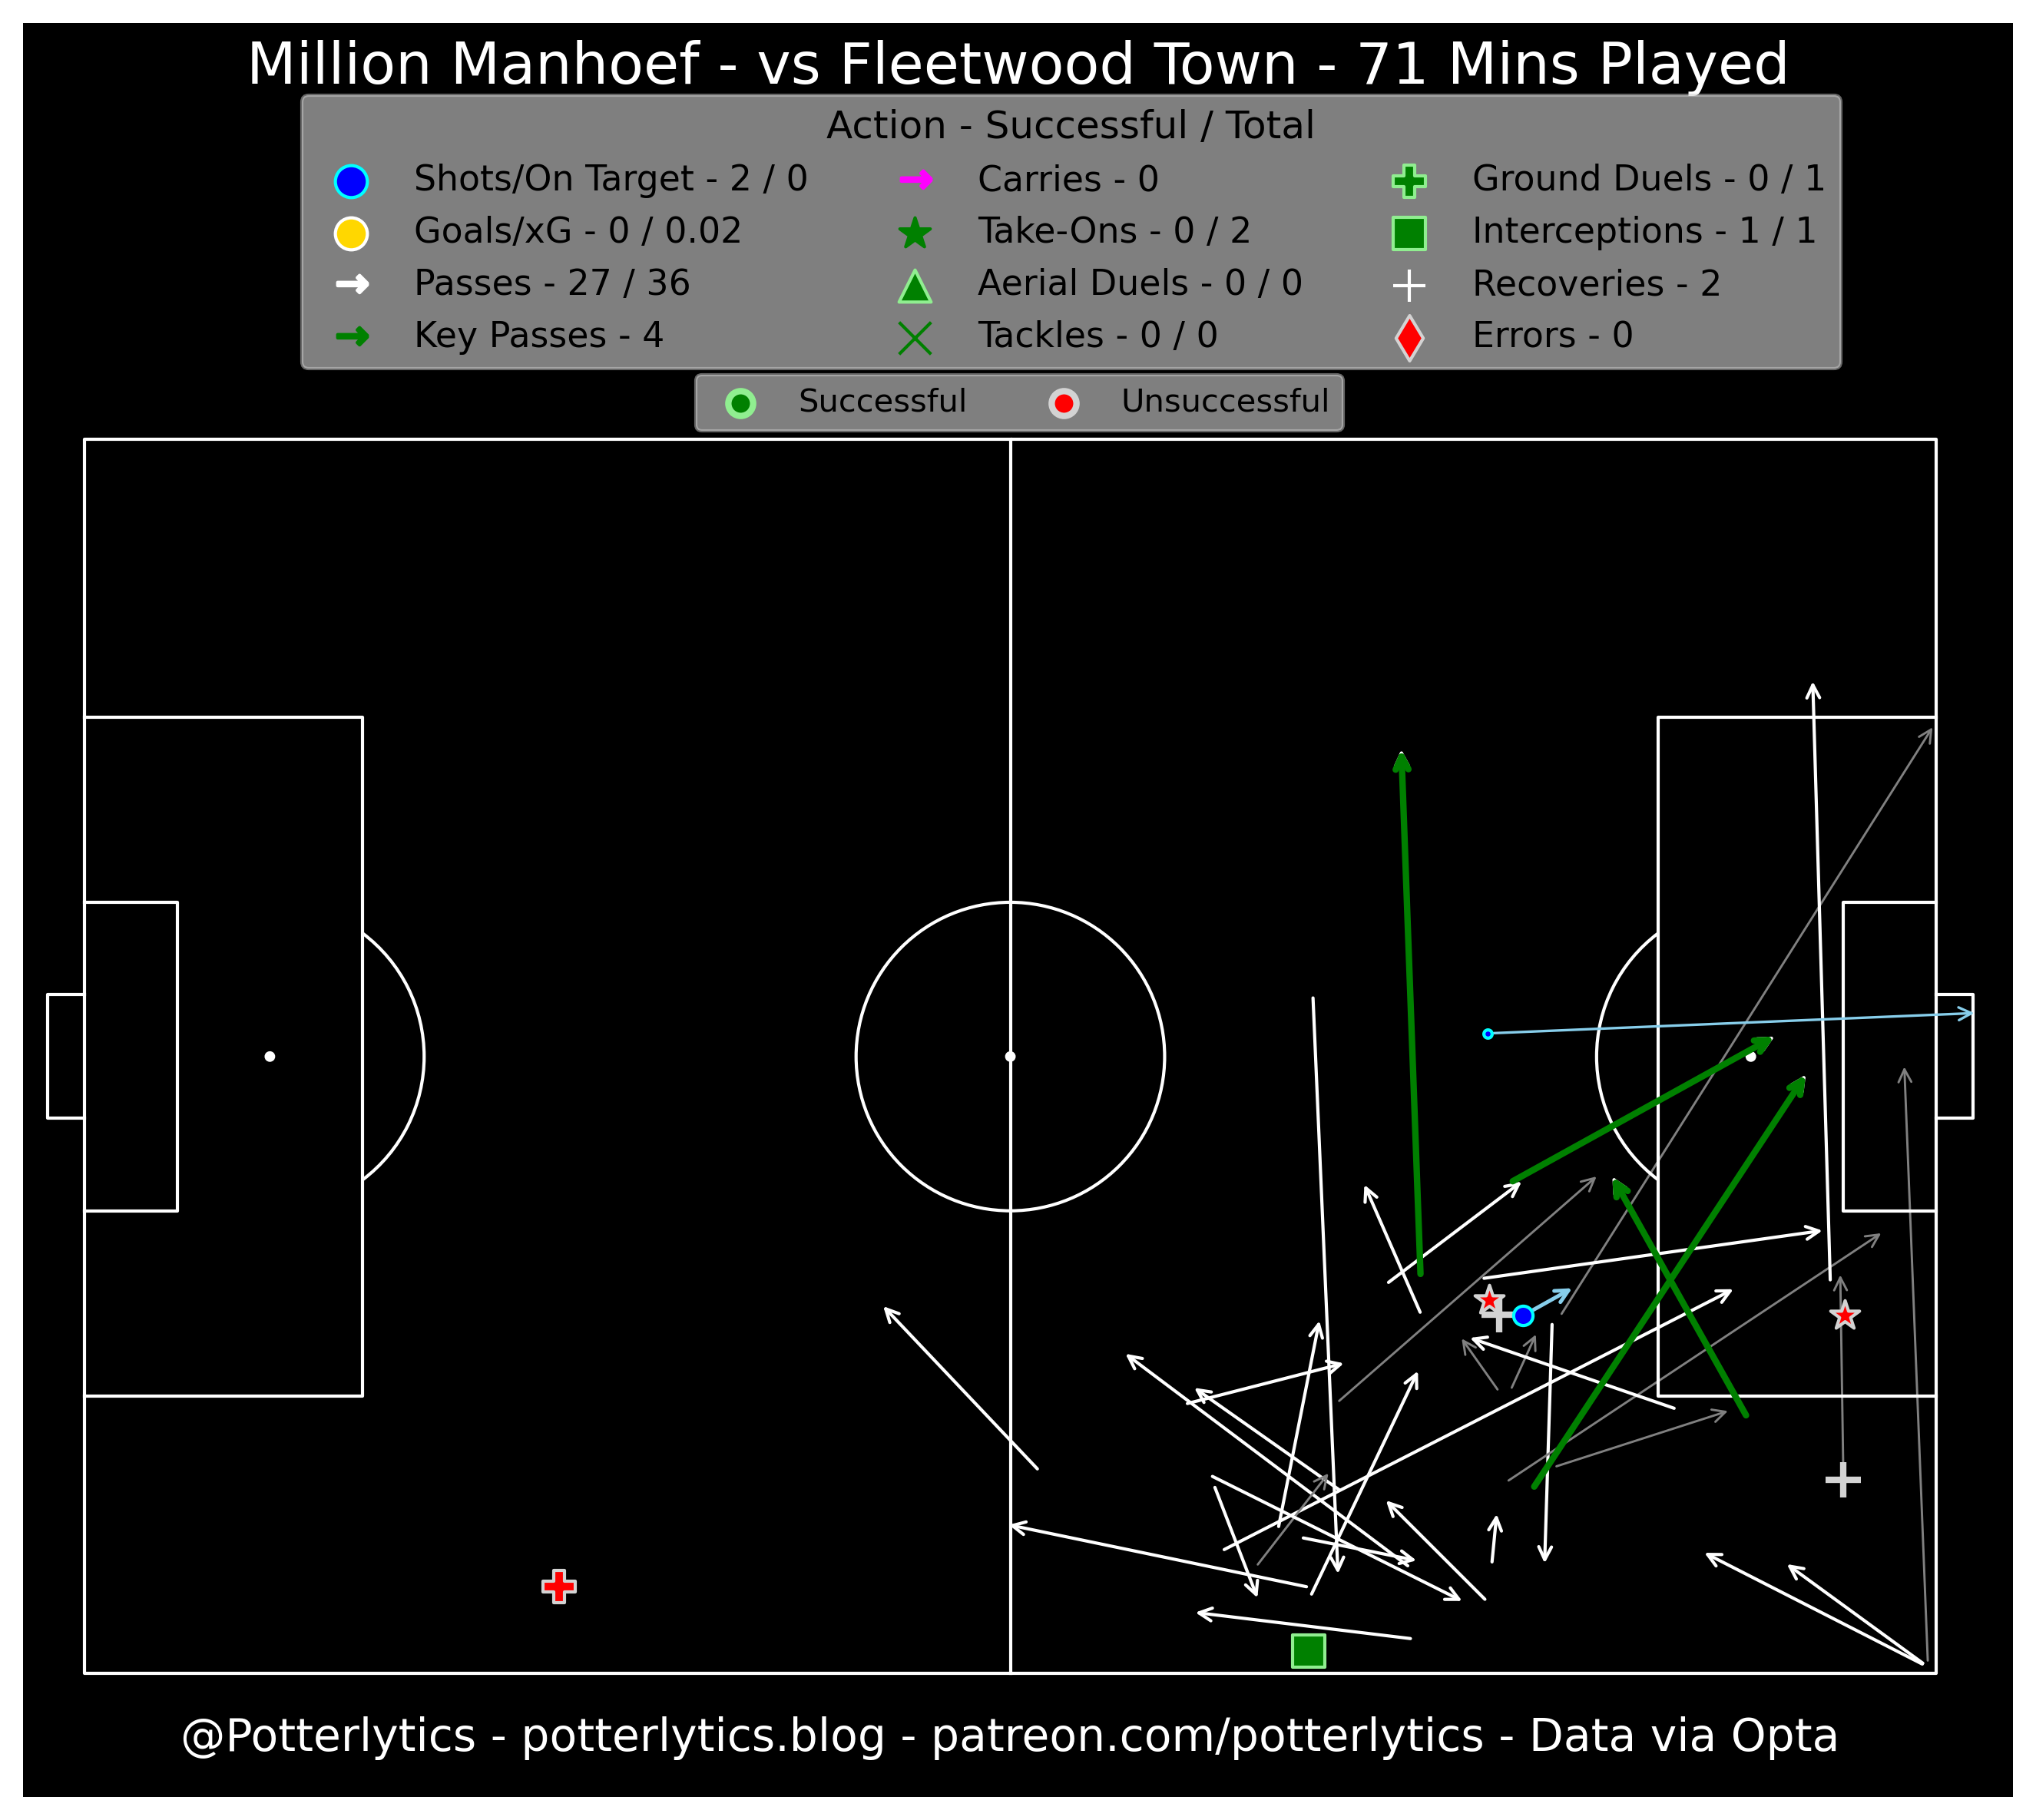 Million Manhoef - vs Fleetwood Town - 71 Mins Played
Action - Successful / Total
Shots/On Target - 2 / 0
Carries - 0
Ground Duels - 0 / 1
Goals/xG - 0 / 0.02
Take-Ons - 0 / 2
Interceptions - 1 / 1
Passes - 27 / 36
Aerial Duels - 0 / 0
Recoveries - 2
Key Passes - 4
Tackles - 0 / 0
Errors - 0
Successful
Unsuccessful
@Potterlytics - potterlytics.blog - patreon.com/potterlytics - Data via Opta